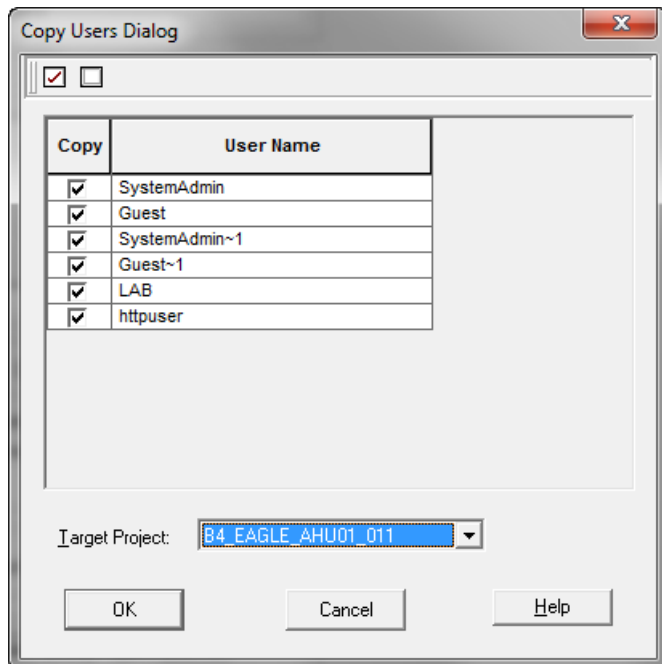 Copy Users Dialog
Copy User Name
SystemAdmin
Guest
SystemAdmin~1
Guest~1
LAB
httpuser
Target Project: B4_EAGLE_AHU01_011
OK Cancel Help